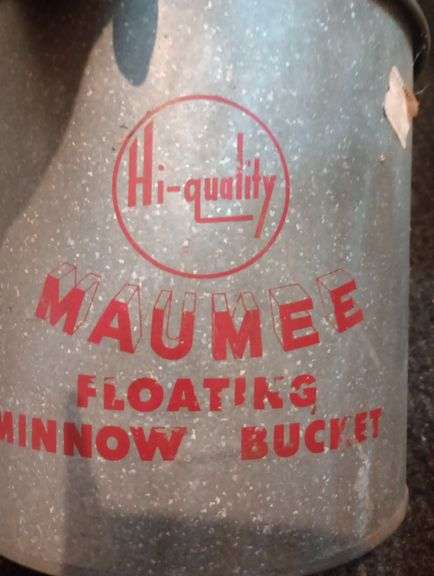 Hi-quality
MAUMEE
FLOATING
MINNOW BUCKET